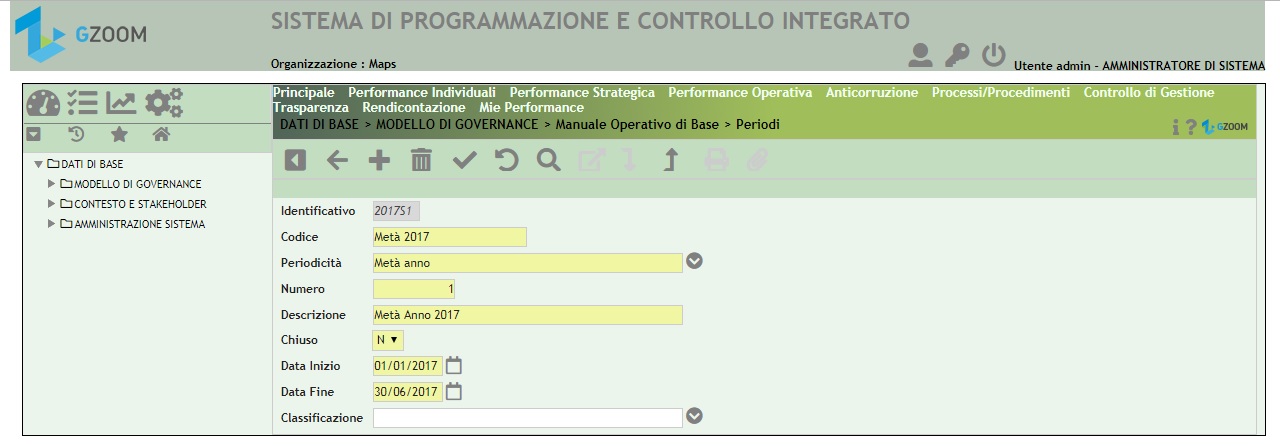 GZOOM
SISTEMA DI PROGRAMMAZIONE E CONTROLLO INTEGRATO
Organizzazione : Maps
Utente admin - AMMINISTRATORE DI SISTEMA
Principale Performance Individuali Performance Strategica Performance Operativa Anticorruzione Processi/Procedimenti Controllo di Gestione
Trasparenza Rendicontazione Mie Performance
DATI DI BASE > MODELLO DI GOVERNANCE > Manuale Operativo di Base > Periodi
i ? GZOOM
DATI DI BASE
MODELLO DI GOVERNANCE
CONTESTO E STAKEHOLDER
AMMINISTRAZIONE SISTEMA
Identificativo 2017S1
Codice Metà 2017
Periodicità Metà anno
Numero 1
Descrizione Metà Anno 2017
Chiuso N
Data Inizio 01/01/2017
Data Fine 30/06/2017
Classificazione